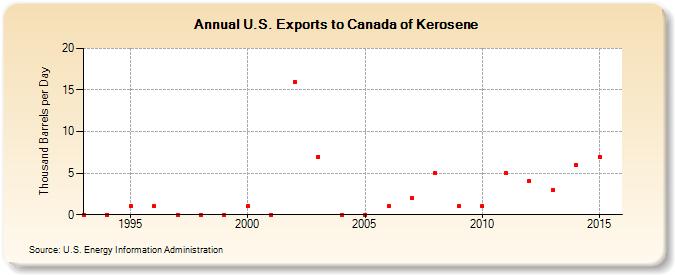 Annual U.S. Exports to Canada of Kerosene
Thousand Barrels per Day
20
15
10
5
0
1995 2000 2005 2010 2015
Source: U.S. Energy Information Administration